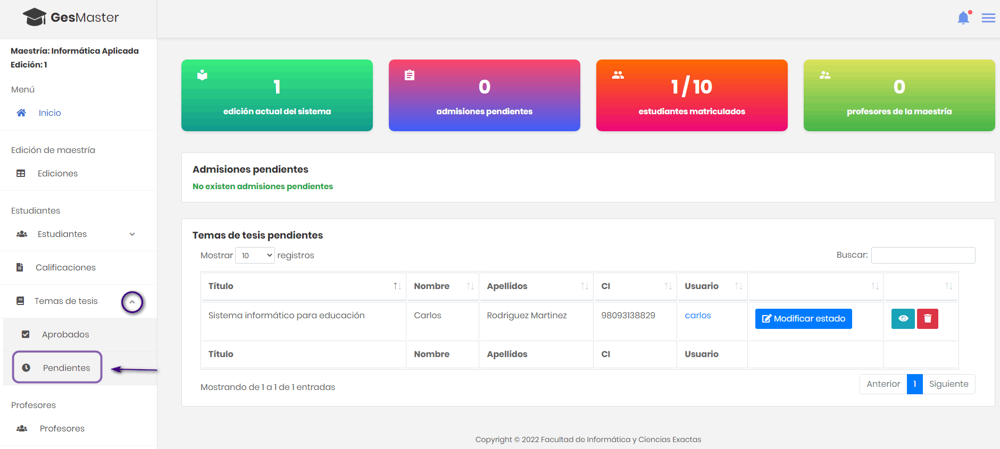 GesMaster
Maestría: Informática Aplicada
Edición: 1
Menú
Inicio
Edición de maestría
Ediciones
Estudiantes
Estudiantes
Calificaciones
Temas de tesis
Aprobados
Pendientes
Profesores
Profesores
1
edición actual del sistema
0
admisiones pendientes
1 / 10
estudiantes matriculados
0
profesores de la maestría
Admisiones pendientes
No existen admisiones pendientes
Temas de tesis pendientes
Mostrar 10 registros
Buscar:
Título Nombre Apellidos CI Usuario
Sistema informático para educación Carlos Rodriguez Martinez 98093138829 carlos Modificar estado
Título Nombre Apellidos CI Usuario
Mostrando de 1 a 1 de 1 entradas
Anterior 1 Siguiente
Copyright © 2022 Facultad de Informática y Ciencias Exactas